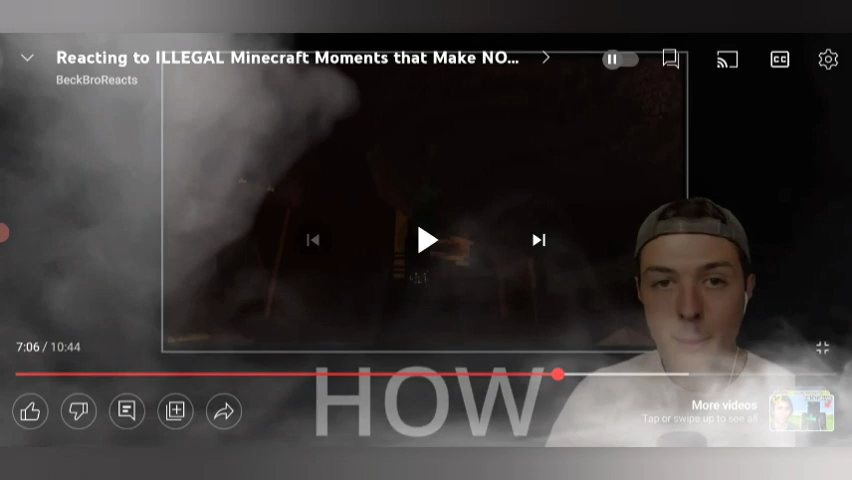 Reacting to ILLEGAL Minecraft Moments that Make NO...
BeckBroReacts
CC
7:06 / 10:44
HOW
More videos
Tap or swipe up to see all